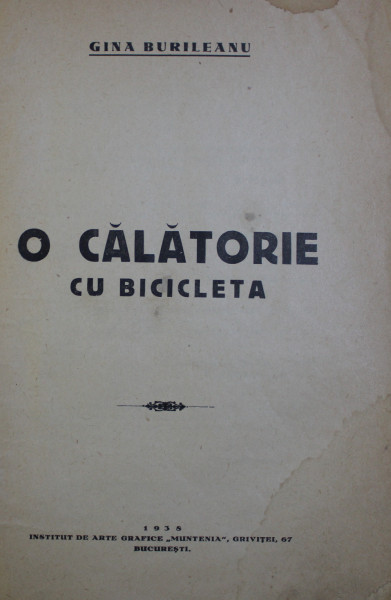 GINA BURILEANU
O CĂLĂTORIE
CU BICICLETA
1938
INSTITUT DE ARTE GRAFICE „MUNTENIA”, GRIVIȚEI, 67
BUCUREȘTI.